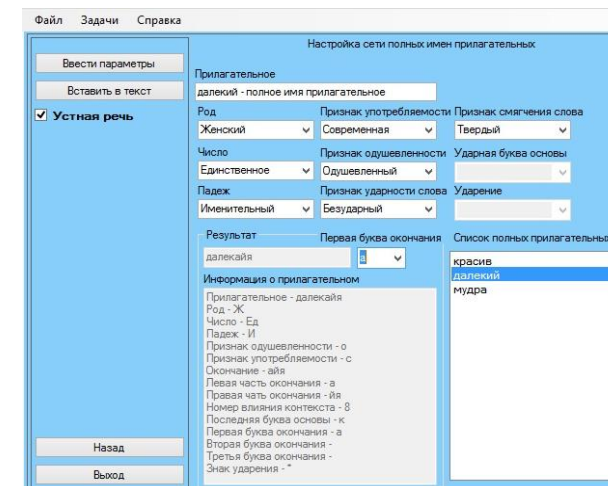 Файл Задачи Справка
Настройка сети полных имен прилагательных
Ввести параметры
Вставить в текст
Устная речь
Прилагательное
далекий - полное имя прилагательное
Род Признак употребляемости Признак смягчения слова
Женский Современная Твердый
Число Признак одушевленности Ударная буква основы
Единственное Одушевленный
Падеж Признак ударности слова Ударение
Именительный Безударный
Результат Первая буква окончания Список полных прилагательных
далекайя а
красив
далекий
мудра
Информация о прилагательном
Прилагательное - далекайя
Род - Ж
Число - Ед
Падеж - И
Признак одушевленности - о
Признак употребляемости - с
Окончание - айя
Певая часть окончания - а
Правая чать окончания - йя
Номер влияния контекста - 8
Последняя буква основы - к
Первая буква окончания - а
Вторая буква окончания -
Третья буква окончания -
Знак ударения - *
Назад
Выход